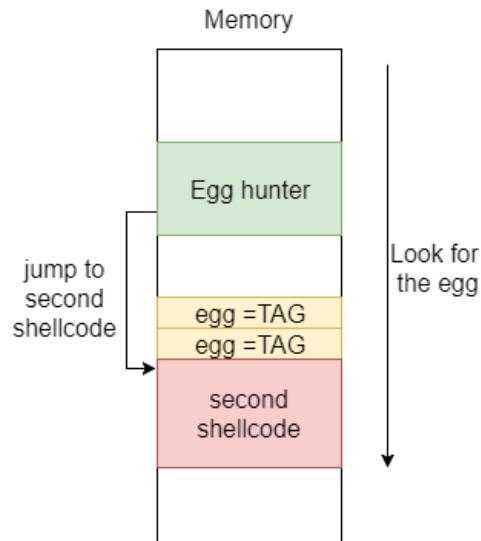 Memory
Egg hunter
Look for
the egg
jump to
second
shellcode
egg =TAG
egg =TAG
second
shellcode